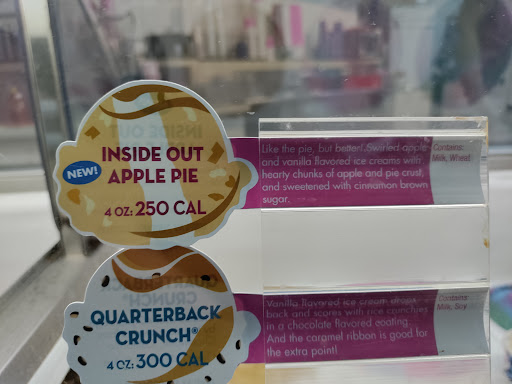 INSIDE OUT
APPLE PIE
NEW!
4 OZ: 250 CAL
Like the pie, but better! Swirled apple
and vanilla flavored ice creams with
hearty chunks of apple and pie crust,
and sweetened with cinnamon brown
sugar.
Contains:
Milk, Wheat
QUARTERBACK
CRUNCH®
4 OZ: 300 CAL
Vanilla flavored ice cream drops
back and scores with rice crunchies
in a chocolate flavored coating.
And the caramel ribbon is good for
the extra point!
Contains:
Milk, Soy